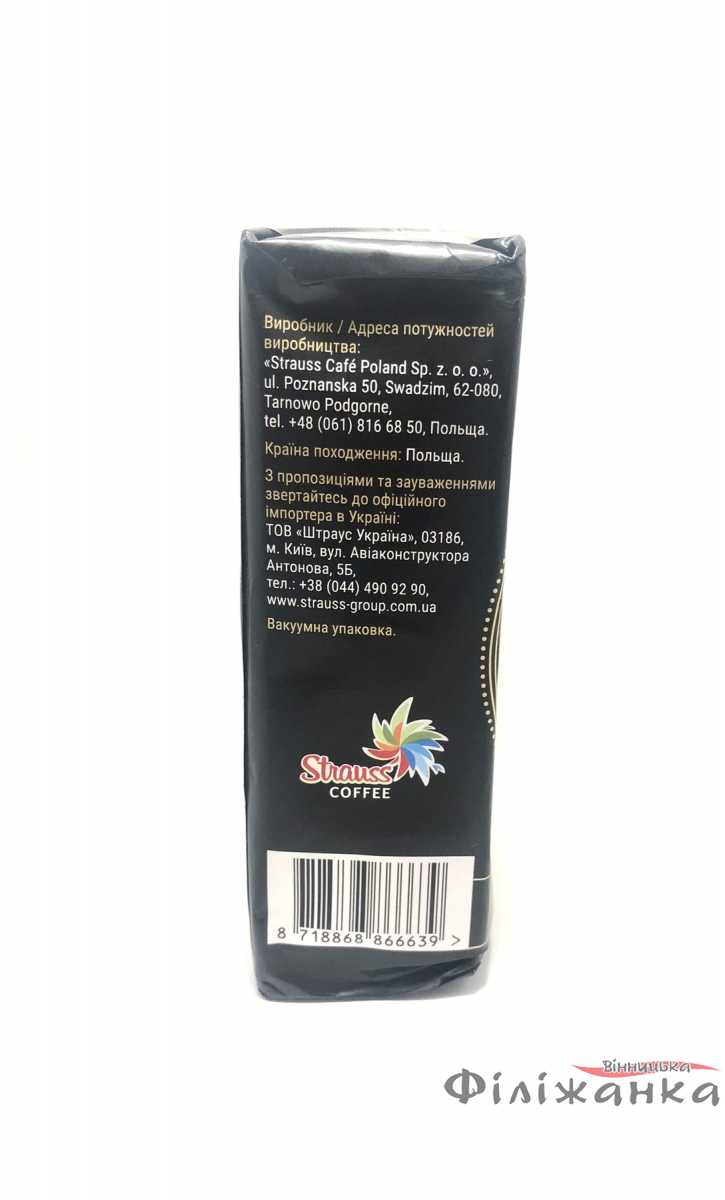 Виробник / Адреса потужностей
виробництва:
«Strauss Café Poland Sp. z. o. o.»,
ul. Poznanska 50, Swadzim, 62-080,
Tarnowo Podgorne,
tel. +48 (061) 816 68 50, Польща.
Країна походження: Польща.
З пропозиціями та зауваженнями
звертайтесь до офіційного
імпортера в Україні:
ТОВ «Штраус Україна», 03186,
м. Київ, вул. Авіаконструктора
Антонова, 5Б,
тел.: +38 (044) 490 92 90,
www.strauss-group.com.ua
Вакуумна упаковка.
Strauss
COFFEE
8 718868 866639 >
Вінницька
Філіжанка